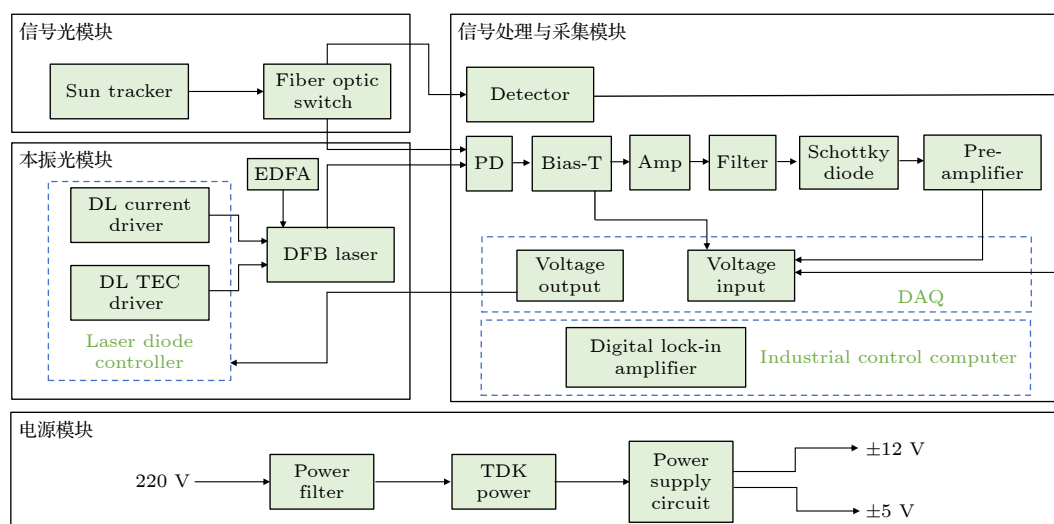 信号光模块
Sun tracker
Fiber optic
switch
信号处理与采集模块
Detector
PD
Bias-T
Amp
Filter
Schottky
diode
Pre-
amplifier
Voltage
output
Voltage
input
DAQ
Digital lock-in
amplifier
Industrial control computer
本振光模块
EDFA
DL current
driver
DFB laser
DL TEC
driver
Laser diode
controller
电源模块
220 V
Power
filter
TDK
power
Power
supply
circuit
±12 V
±5 V